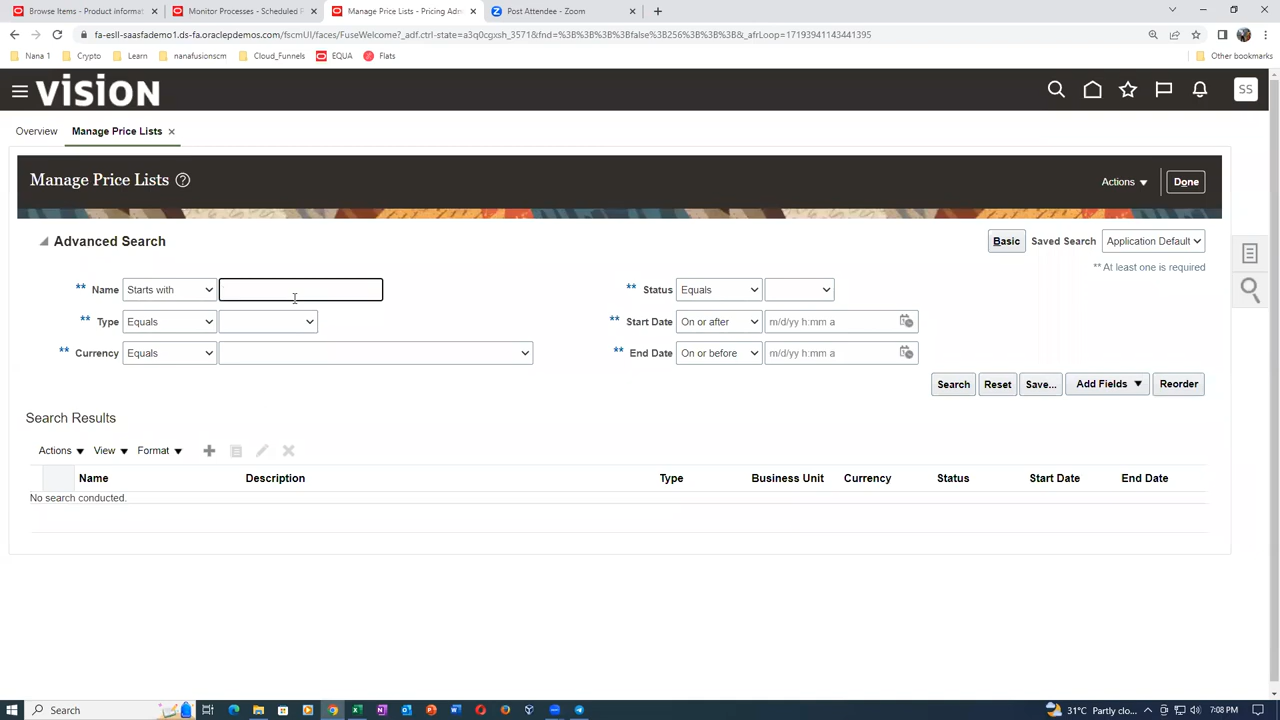 Browse Items - Product informat
Monitor Processes - Scheduled P
Manage Price Lists - Pricing Adm
Post Attendee - Zoom
fa-esll-saasfademo1.ds-fa.oraclepdemos.com/fscmUI/faces/FuseWelcome?_adf.ctrl-state=a3q0cgxsh_3571&fnd=%3B%3B%3B%3Bfalse%3B256%3B%3B%3B&_afrLoop=17193941143441395
Nana 1
Crypto
Learn
nanafusionscm
Cloud_Funnels
EQUA
Flats
Other bookmarks
VISION
SS
Overview
Manage Price Lists
Manage Price Lists
Actions
Done
Advanced Search
Basic
Saved Search
Application Default
** At least one is required
** Name Starts with
** Status Equals
** Type Equals
** Start Date On or after m/d/yy h:mm a
** Currency Equals
** End Date On or before m/d/yy h:mm a
Search Reset Save... Add Fields Reorder
Search Results
Actions View Format
Name Description Type Business Unit Currency Status Start Date End Date
No search conducted.
Search
31°C Partly clo...
7:08 PM